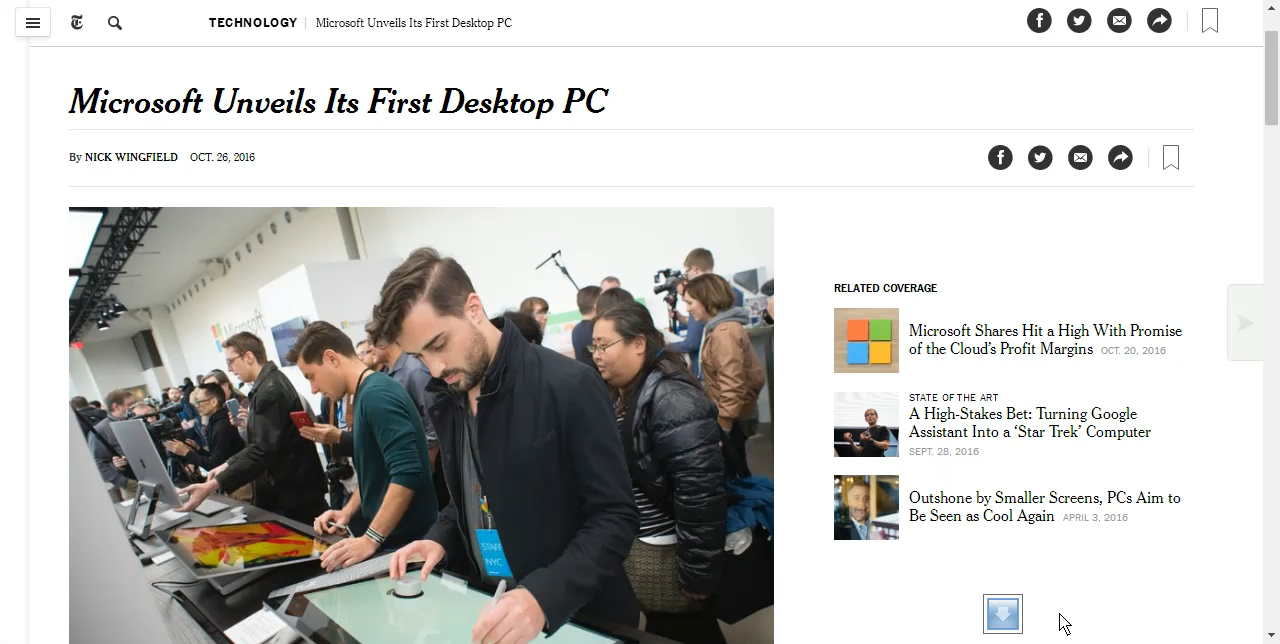 TECHNOLOGY | Microsoft Unveils Its First Desktop PC
Microsoft Unveils Its First Desktop PC
By NICK WINGFIELD OCT. 26, 2016
RELATED COVERAGE
Microsoft Shares Hit a High With Promise
of the Cloud's Profit Margins OCT. 20, 2016
STATE OF THE ART
A High-Stakes Bet: Turning Google
Assistant Into a 'Star Trek' Computer
SEPT. 28, 2016
Outshone by Smaller Screens, PCs Aim to
Be Seen as Cool Again APRIL 3, 2016
Microsoft
STAFF
NYC